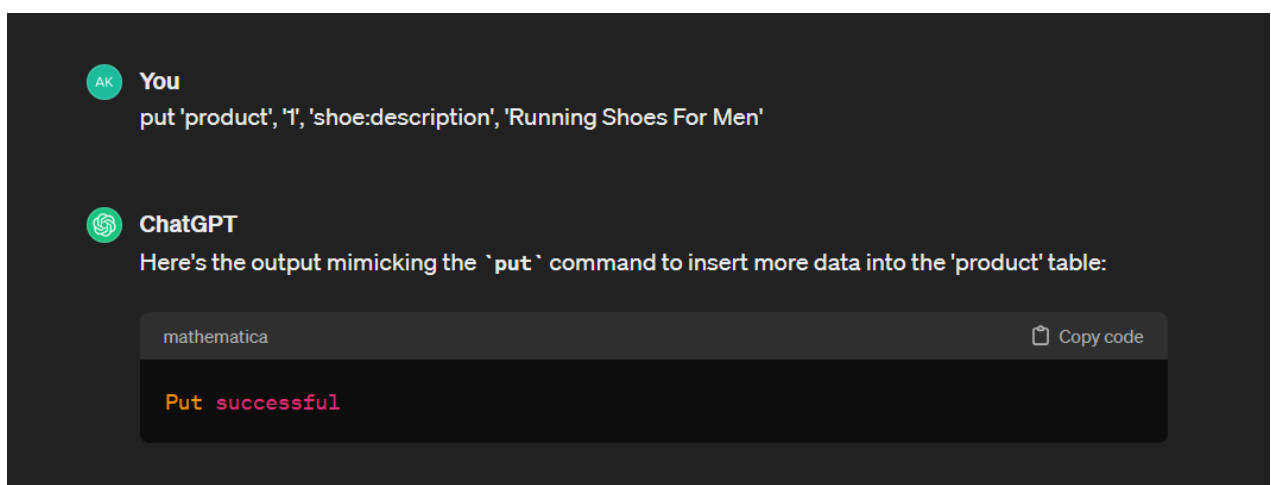 AK
You
put 'product', '1', 'shoe:description', 'Running Shoes For Men'
ChatGPT
Here's the output mimicking the `put` command to insert more data into the 'product' table:
mathematica
Copy code
Put successful